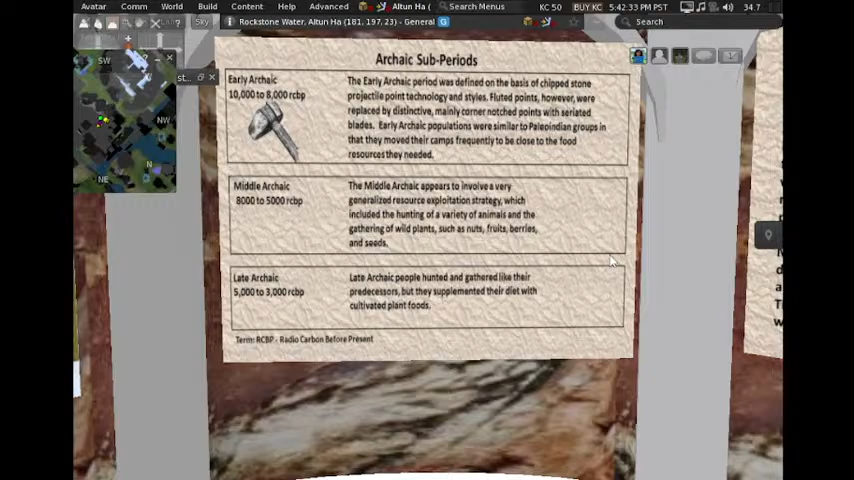 Avatar Comm World Build Content Help Advanced Altun Ha ( Search Menus KC 50 BUY KC 5:42:33 PM PST 34.7
Sky Rockstone Water, Altun Ha (181, 197, 23) - General G Search
SW
st...
NW
N
NE
Archaic Sub-Periods
Early Archaic
10,000 to 8,000 rcbp
The Early Archaic period was defined on the basis of chipped stone
projectile point technology and styles. Fluted points, however, were
replaced by distinctive, mainly corner notched points with seriated
blades. Early Archaic populations were similar to Paleoindian groups in
that they moved their camps frequently to be close to the food
resources they needed.
Middle Archaic
8000 to 5000 rcbp
The Middle Archaic appears to involve a very
generalized resource exploitation strategy, which
included the hunting of a variety of animals and the
gathering of wild plants, such as nuts, fruits, berries,
and seeds.
Late Archaic
5,000 to 3,000 rcbp
Late Archaic people hunted and gathered like their
predecessors, but they supplemented their diet with
cultivated plant foods.
Term: RCBP - Radio Carbon Before Present